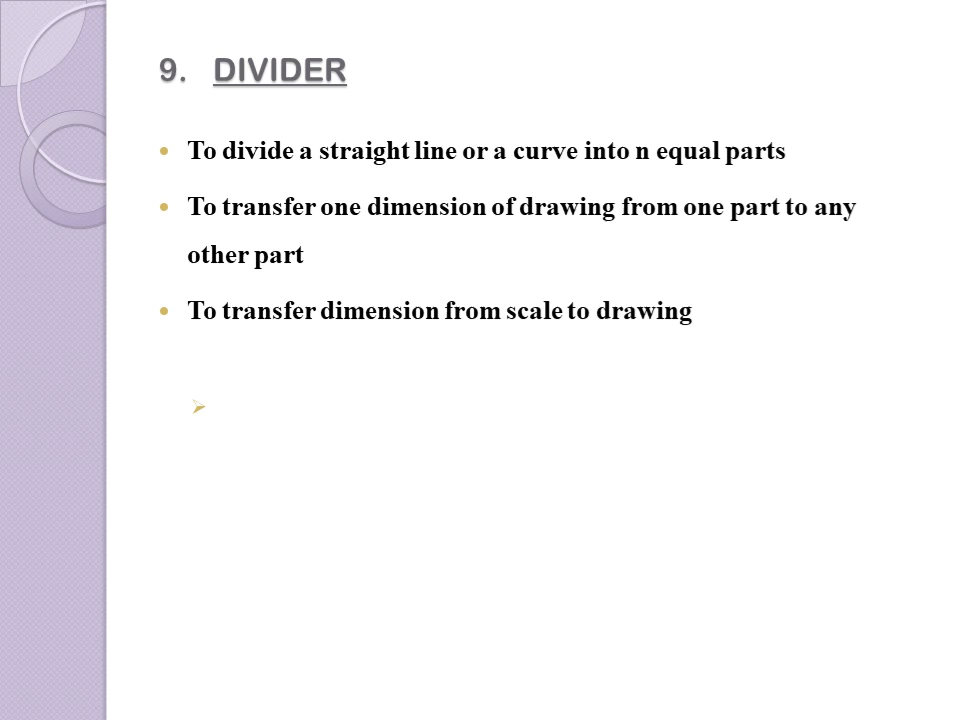 9. DIVIDER
• To divide a straight line or a curve into n equal parts
• To transfer one dimension of drawing from one part to any
other part
• To transfer dimension from scale to drawing
➢